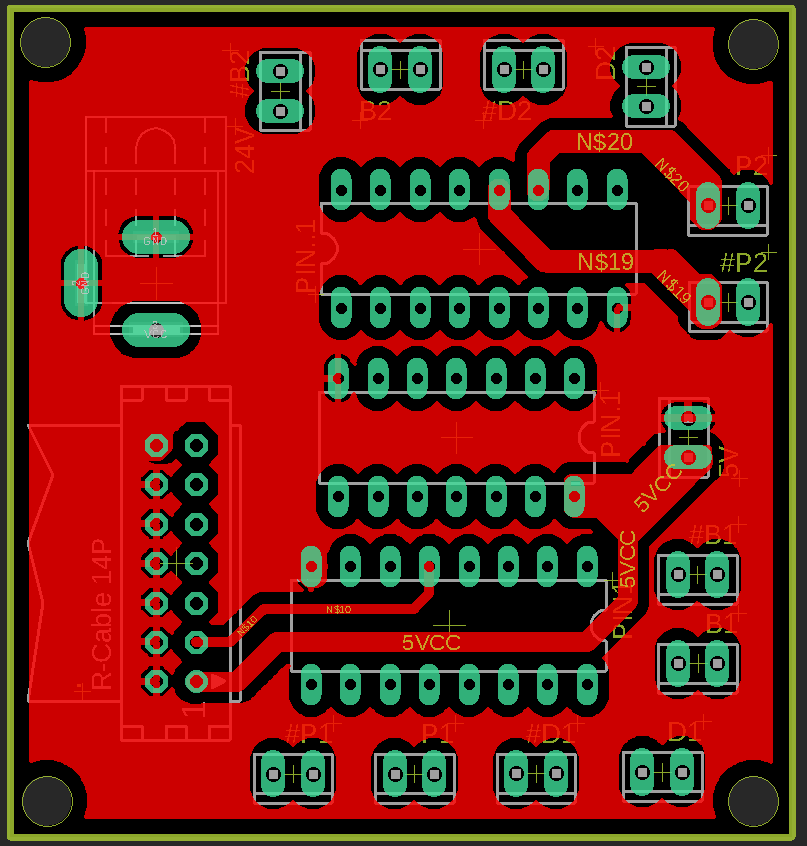 #B2
B2
#D2
D2
24V
N$20
N$20
P2
GND
GND
VCC
PIN.1
N$19
N$19
#P2
PIN.1
5V
5VCC
#B1
R-Cable 14P
5VCC
N$10
N$10
PIN.1
B1
5VCC
1
#P1
P1
#D1
D1